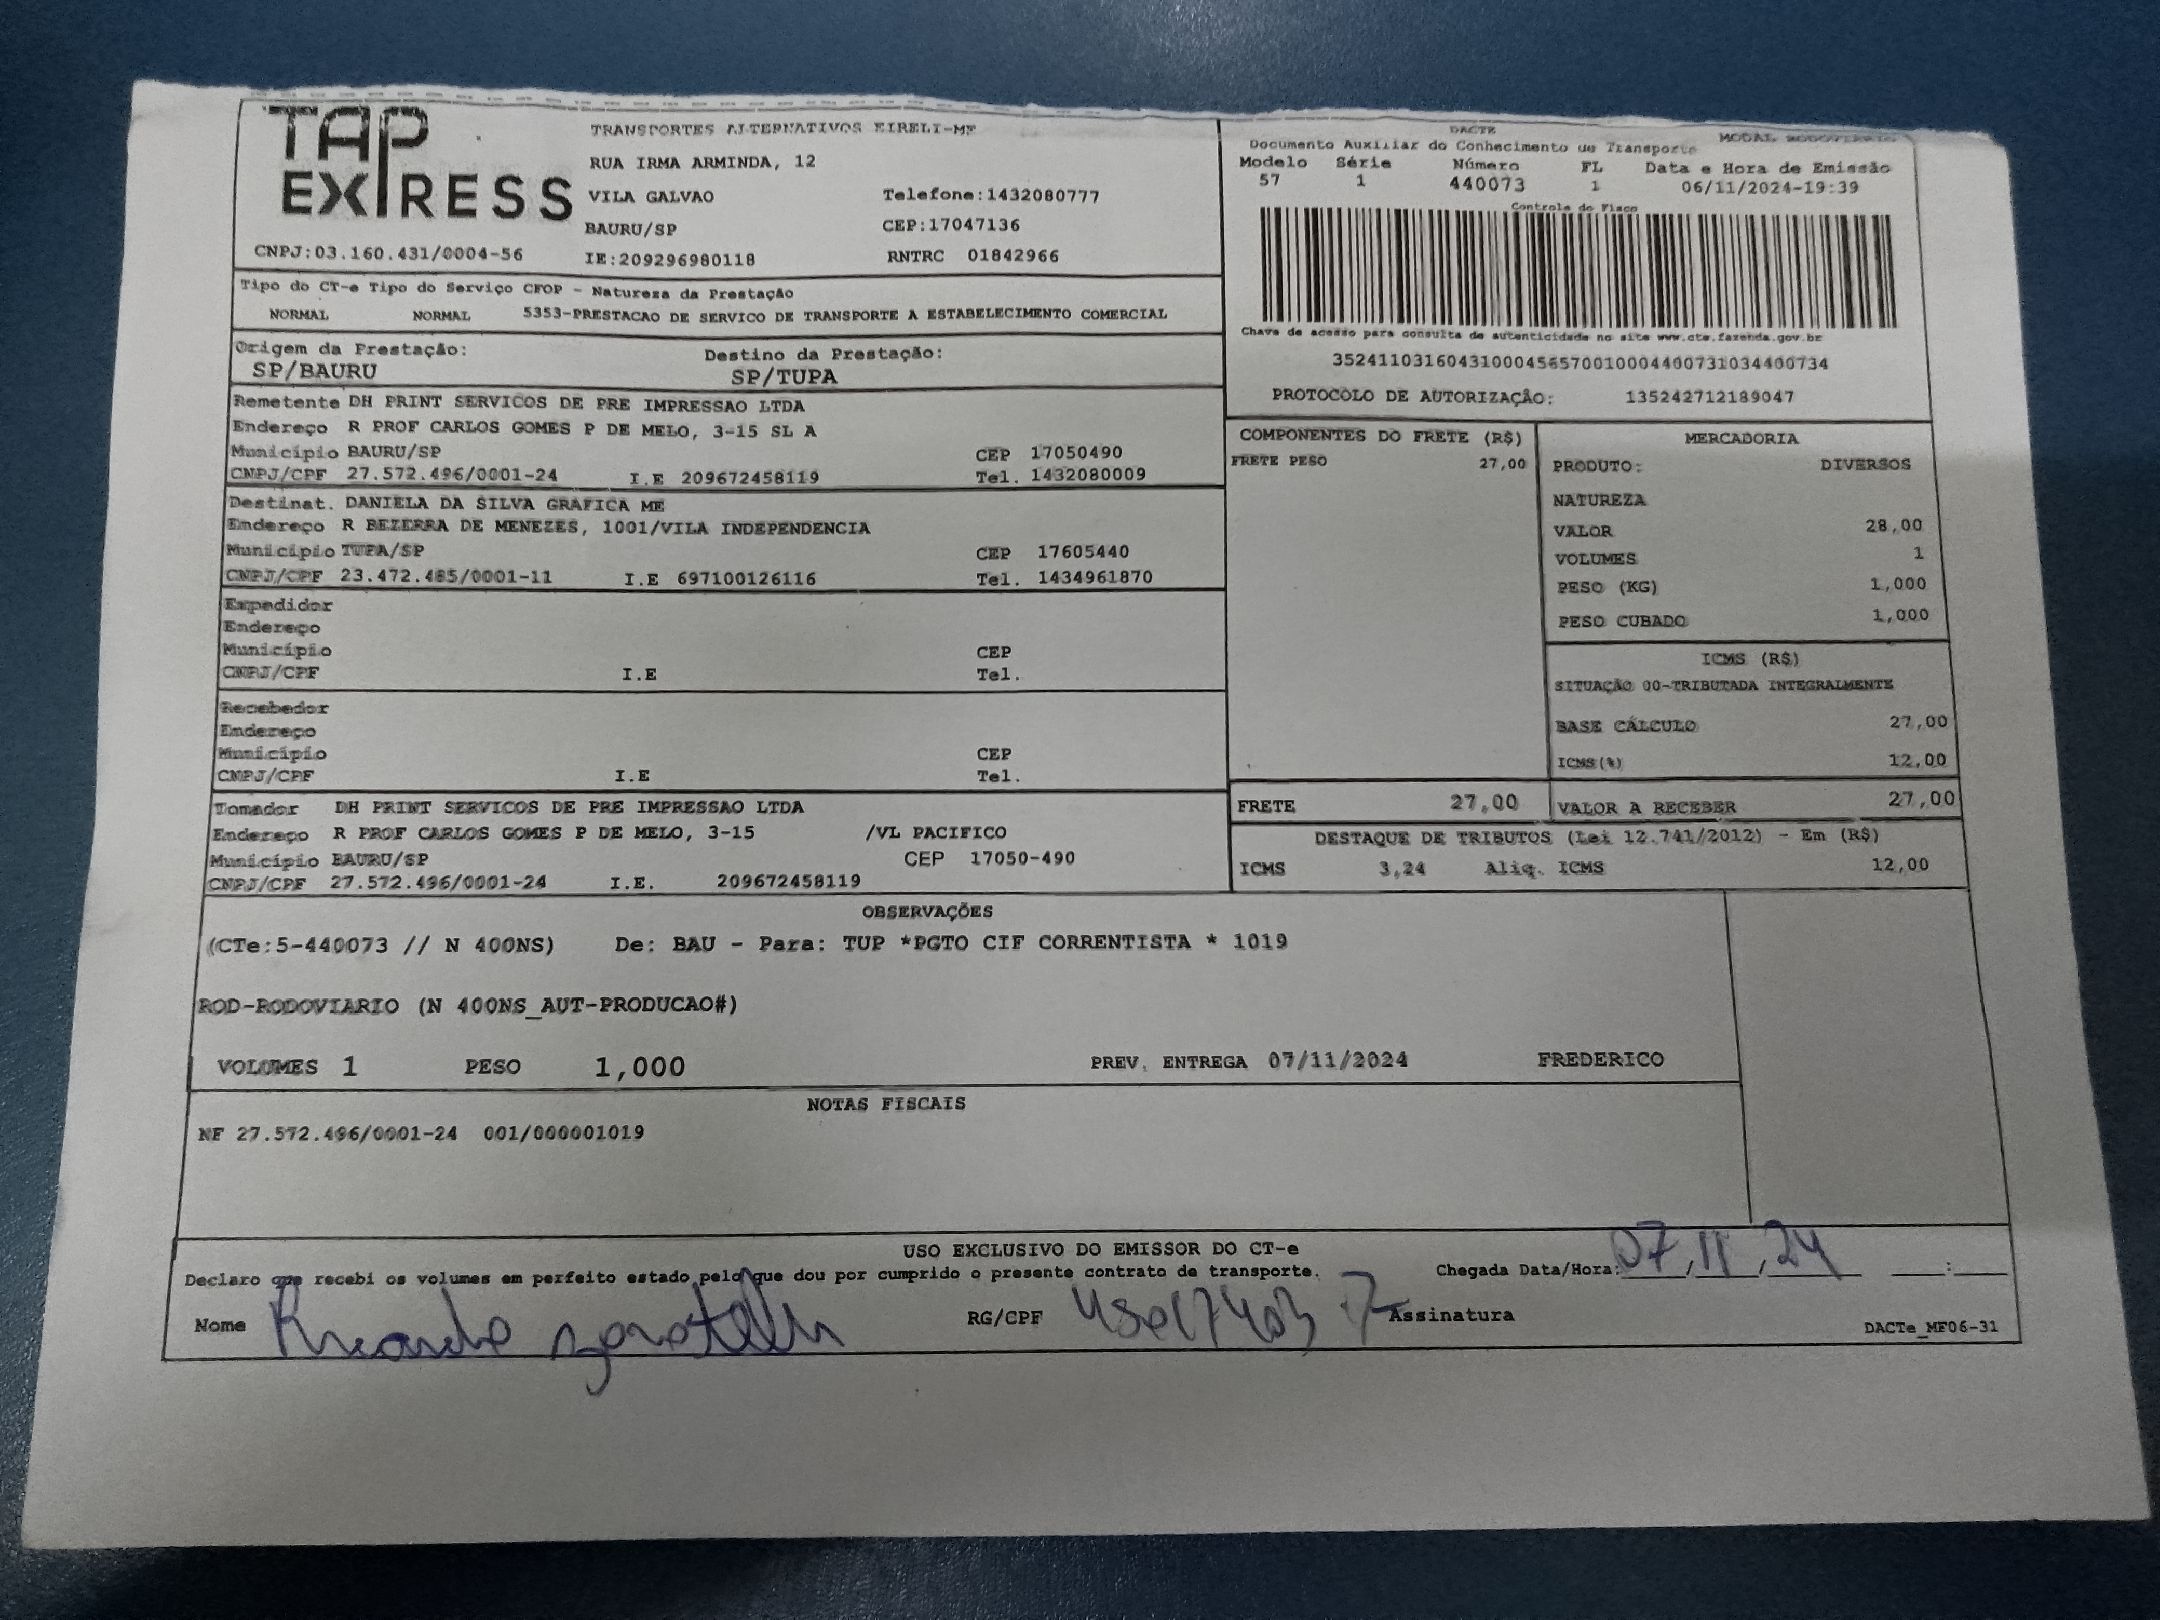 TAP EXPRESS
TRANSPORTES ALTERNATIVOS EIRELI-ME
RUA IRMA ARMINDA, 12
VILA GALVAO Telefone:1432080777
BAURU/SP CEP:17047136
CNPJ:03.160.431/0004-56 IE:209296980118 RNTRC 01842966
DACTE MODAL RODOVIARIO
Documento Auxiliar do Conhecimento de Transporte
Modelo Série Número FL Data e Hora de Emissão
57 1 440073 1 06/11/2024-19:39
Controle do Fisco
Chave de acesso para consulta de autenticidade no site www.cte.fazenda.gov.br
35241103160431000456570010004400731034400734
PROTOCOLO DE AUTORIZAÇÃO: 135242712189047
Tipo do CT-e Tipo do Serviço CFOP - Natureza da Prestação
NORMAL NORMAL 5353-PRESTACAO DE SERVICO DE TRANSPORTE A ESTABELECIMENTO COMERCIAL
Origem da Prestação: Destino da Prestação:
SP/BAURU SP/TUPA
Remetente DH PRINT SERVICOS DE PRE IMPRESSAO LTDA
Endereço R PROF CARLOS GOMES P DE MELO, 3-15 SL A
Município BAURU/SP CEP 17050490
CNPJ/CPF 27.572.496/0001-24 I.E 209672458119 Tel. 1432080009
Destinat. DANIELA DA SILVA GRAFICA ME
Endereço R BEZERRA DE MENEZES, 1001/VILA INDEPENDENCIA
Município TUPA/SP CEP 17605440
CNPJ/CPF 23.472.485/0001-11 I.E 697100126116 Tel. 1434961870
Expedidor
Endereço
Município CEP
CNPJ/CPF I.E Tel.
Recebedor
Endereço
Município CEP
CNPJ/CPF I.E Tel.
Tomador DH PRINT SERVICOS DE PRE IMPRESSAO LTDA
Endereço R PROF CARLOS GOMES P DE MELO, 3-15 /VL PACIFICO
Município BAURU/SP CEP 17050-490
CNPJ/CPF 27.572.496/0001-24 I.E. 209672458119
COMPONENTES DO FRETE (R$)
FRETE PESO 27,00
MERCADORIA
PRODUTO: DIVERSOS
NATUREZA
VALOR 28,00
VOLUMES 1
PESO (KG) 1,000
PESO CUBADO 1,000
ICMS (R$)
SITUAÇÃO 00-TRIBUTADA INTEGRALMENTE
BASE CÁLCULO 27,00
ICMS(%) 12,00
FRETE 27,00 VALOR A RECEBER 27,00
DESTAQUE DE TRIBUTOS (Lei 12.741/2012) - Em (R$)
ICMS 3,24 Aliq. ICMS 12,00
OBSERVAÇÕES
(CTe:5-440073 // N 400NS) De: BAU - Para: TUP *PGTO CIF CORRENTISTA * 1019
ROD-RODOVIARIO (N 400NS_AUT-PRODUCAO#)
VOLUMES 1 PESO 1,000 PREV. ENTREGA 07/11/2024 FREDERICO
NOTAS FISCAIS
NF 27.572.496/0001-24 001/000001019
USO EXCLUSIVO DO EMISSOR DO CT-e
Declaro que recebi os volumes em perfeito estado pelo que dou por cumprido o presente contrato de transporte. Chegada Data/Hora: 07, 11, 24 :
Nome Ricardo RG/CPF Assinatura
DACTe_MF06-31